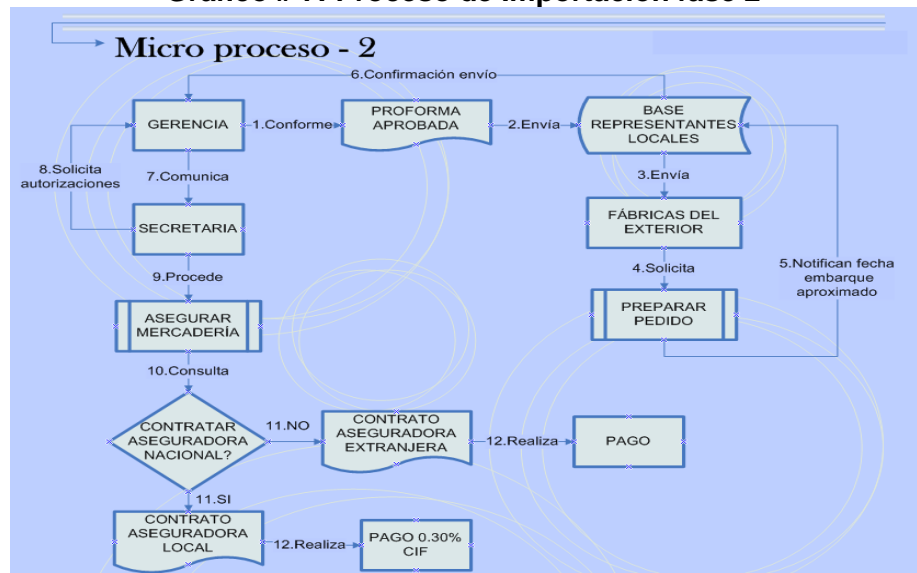 Micro proceso - 2
6.Confirmación envío
GERENCIA
1.Conforme
PROFORMA
APROBADA
2.Envía
BASE
REPRESENTANTES
LOCALES
8.Solicita
autorizaciones
7.Comunica
3.Envía
SECRETARIA
FÁBRICAS DEL
EXTERIOR
9.Procede
4.Solicita
5.Notifican fecha
embarque
aproximado
ASEGURAR
MERCADERÍA
PREPARAR
PEDIDO
10.Consulta
CONTRATAR
ASEGURADORA
NACIONAL?
11.NO
CONTRATO
ASEGURADORA
EXTRANJERA
12.Realiza
PAGO
11.SI
CONTRATO
ASEGURADORA
LOCAL
12.Realiza
PAGO 0.30%
CIF